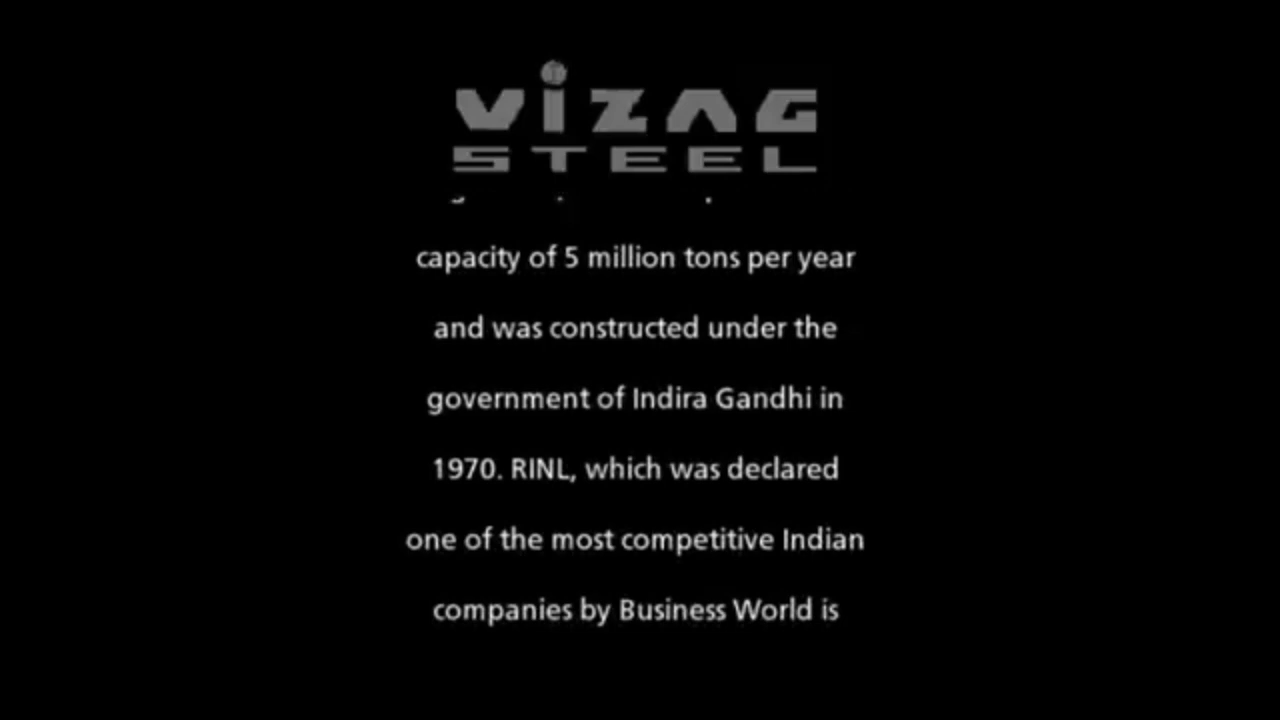 VIZAG
STEEL
capacity of 5 million tons per year
and was constructed under the
government of Indira Gandhi in
1970. RINL, which was declared
one of the most competitive Indian
companies by Business World is